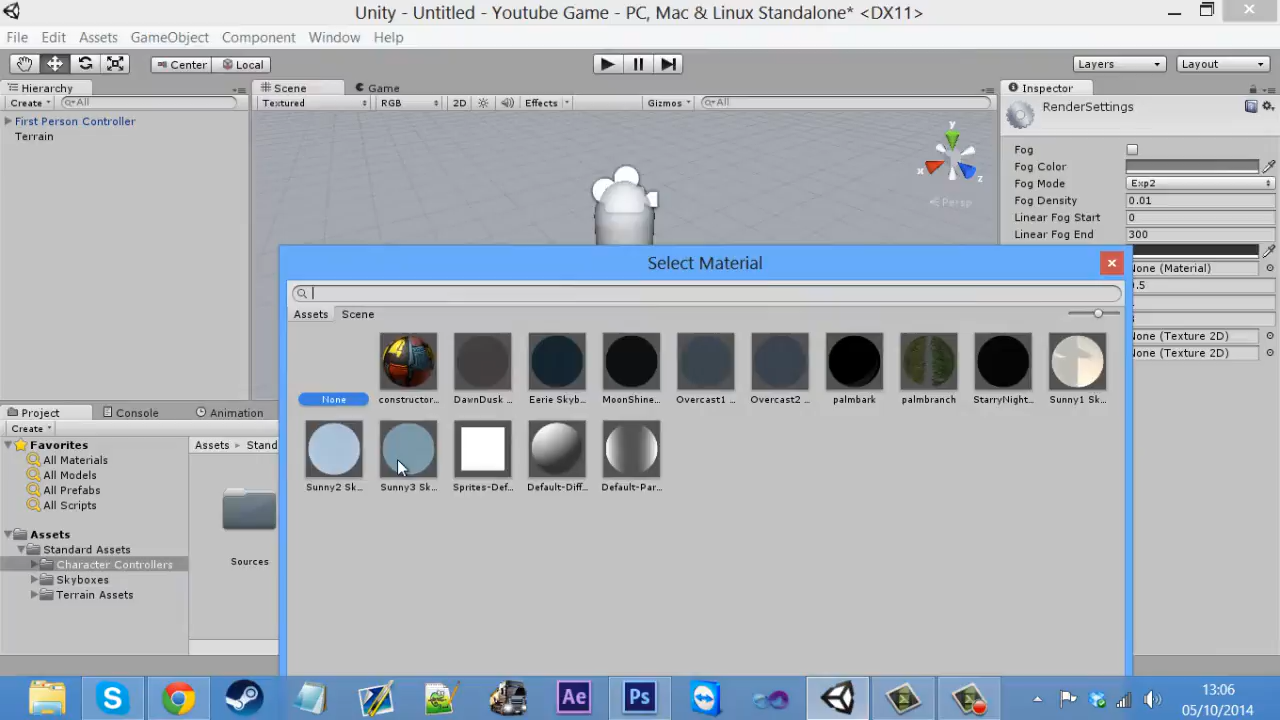 Unity - Untitled - Youtube Game - PC, Mac & Linux Standalone* <DX11>
File Edit Assets GameObject Component Window Help
Center Local Layers Layout
Hierarchy Scene Game Inspector
Create All Textured RGB 2D Effects Gizmos All RenderSettings
First Person Controller
Terrain
y
x
z
Persp
Fog
Fog Color
Fog Mode Exp2
Fog Density 0.01
Linear Fog Start 0
Linear Fog End 300
None (Material)
0.5
None (Texture 2D)
None (Texture 2D)
Select Material
Assets Scene
None constructor... DawnDusk ... Eerie Skyb... MoonShine... Overcast1 ... Overcast2 ... palmbark palmbranch StarryNight... Sunny1 Sk...
Sunny2 Sk... Sunny3 Sk... Sprites-Def... Default-Diff... Default-Par...
Project Console Animation
Create
Favorites Assets Stand
All Materials
All Models
All Prefabs
All Scripts
Assets
Standard Assets
Character Controllers
Skyboxes
Terrain Assets
Sources
Ae Ps
13:06
05/10/2014